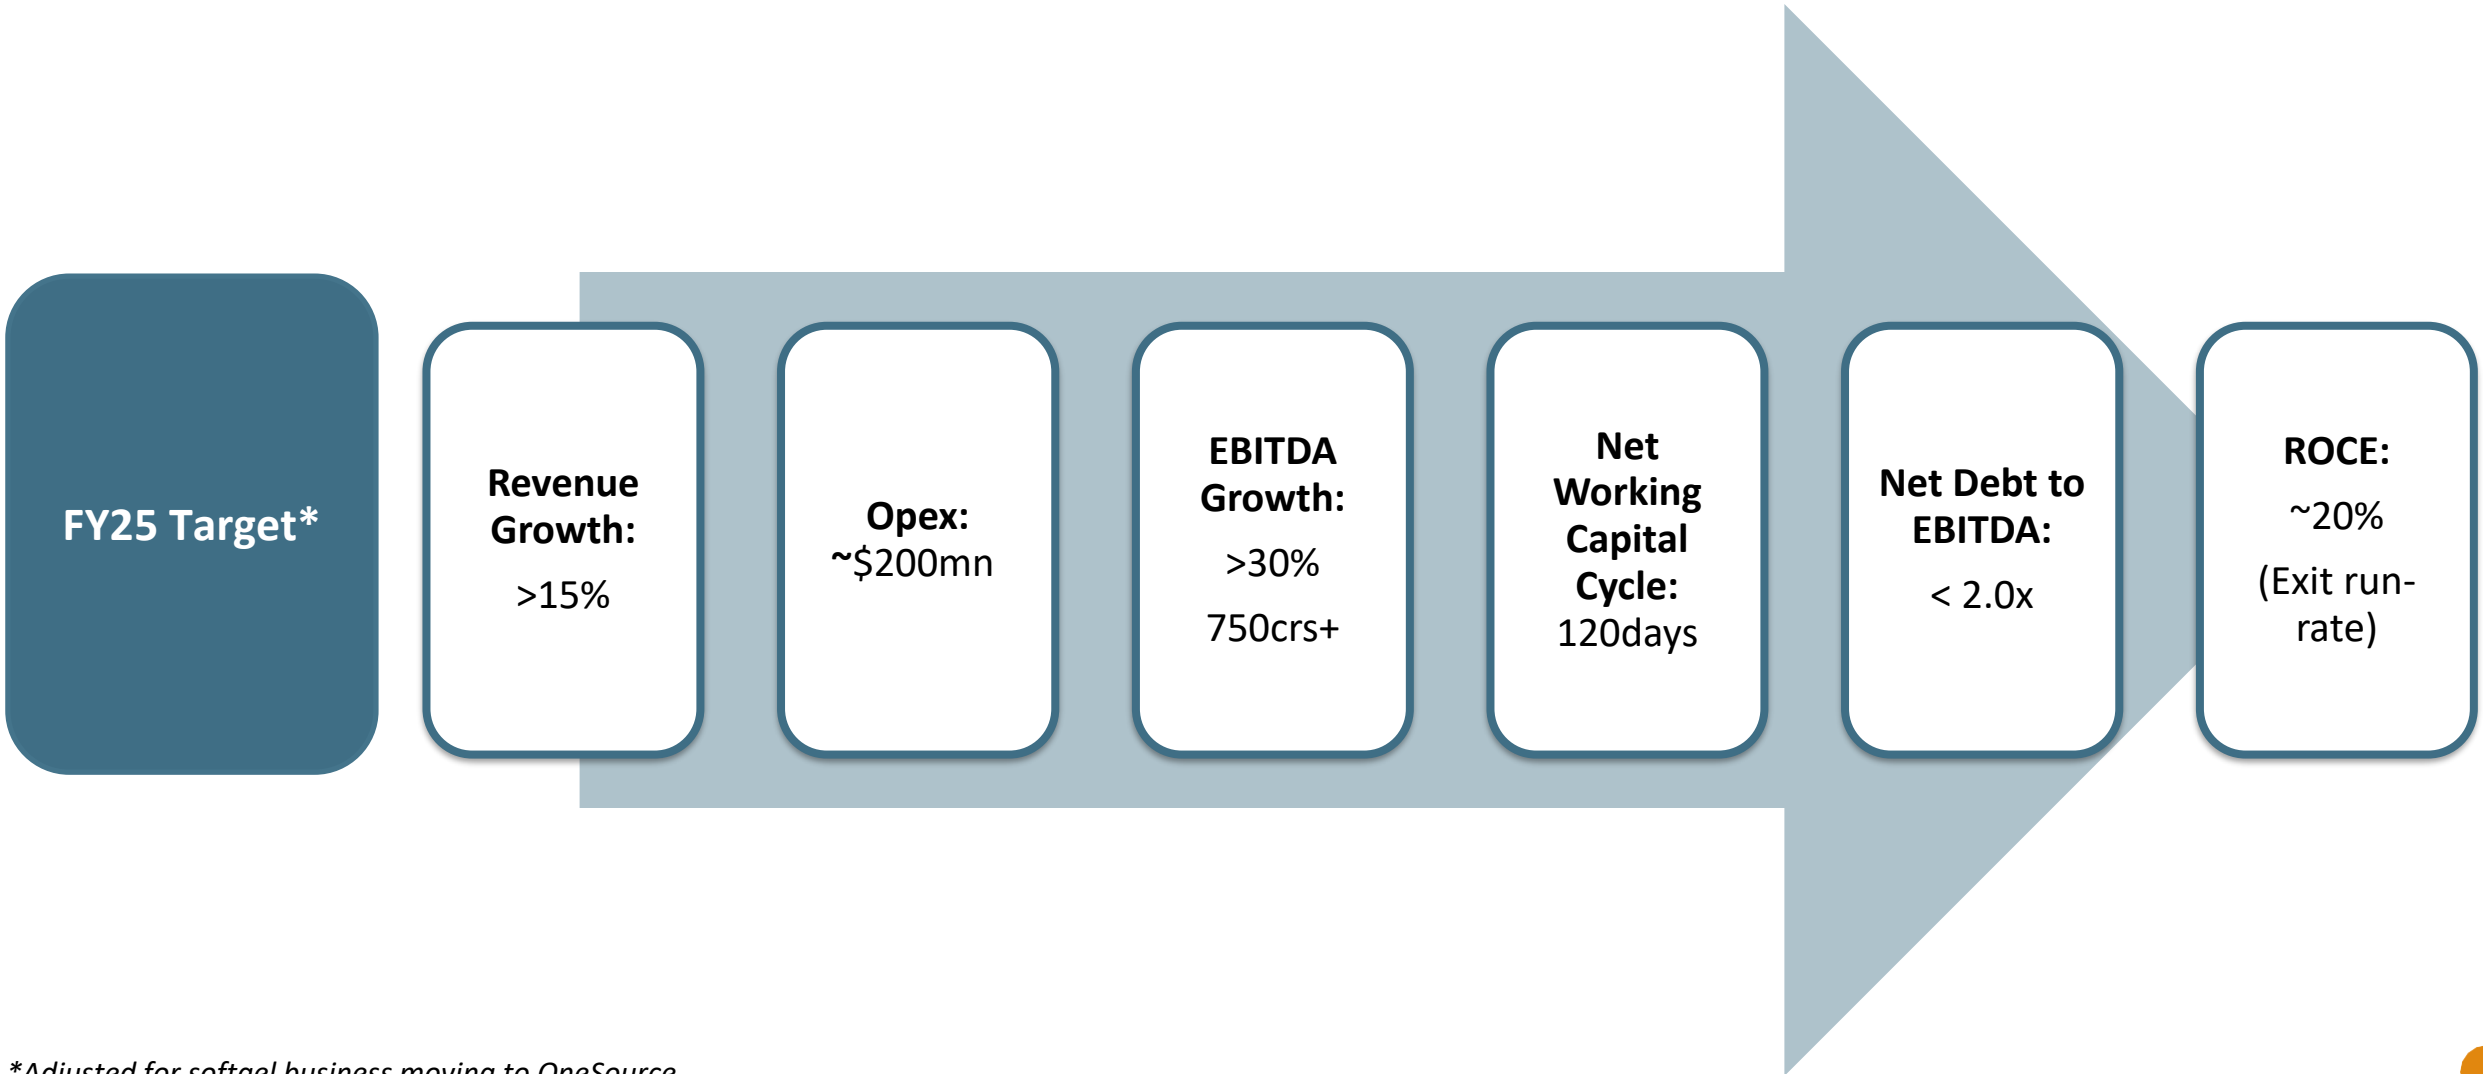 FY25 Target*
Revenue
Growth:
>15%
Opex:
~$200mn
EBITDA
Growth:
>30%
750crs+
Net
Working
Capital
Cycle:
120days
Net Debt to
EBITDA:
< 2.0x
ROCE:
~20%
(Exit run-
rate)
*Adjusted for softgel business moving to OneSource